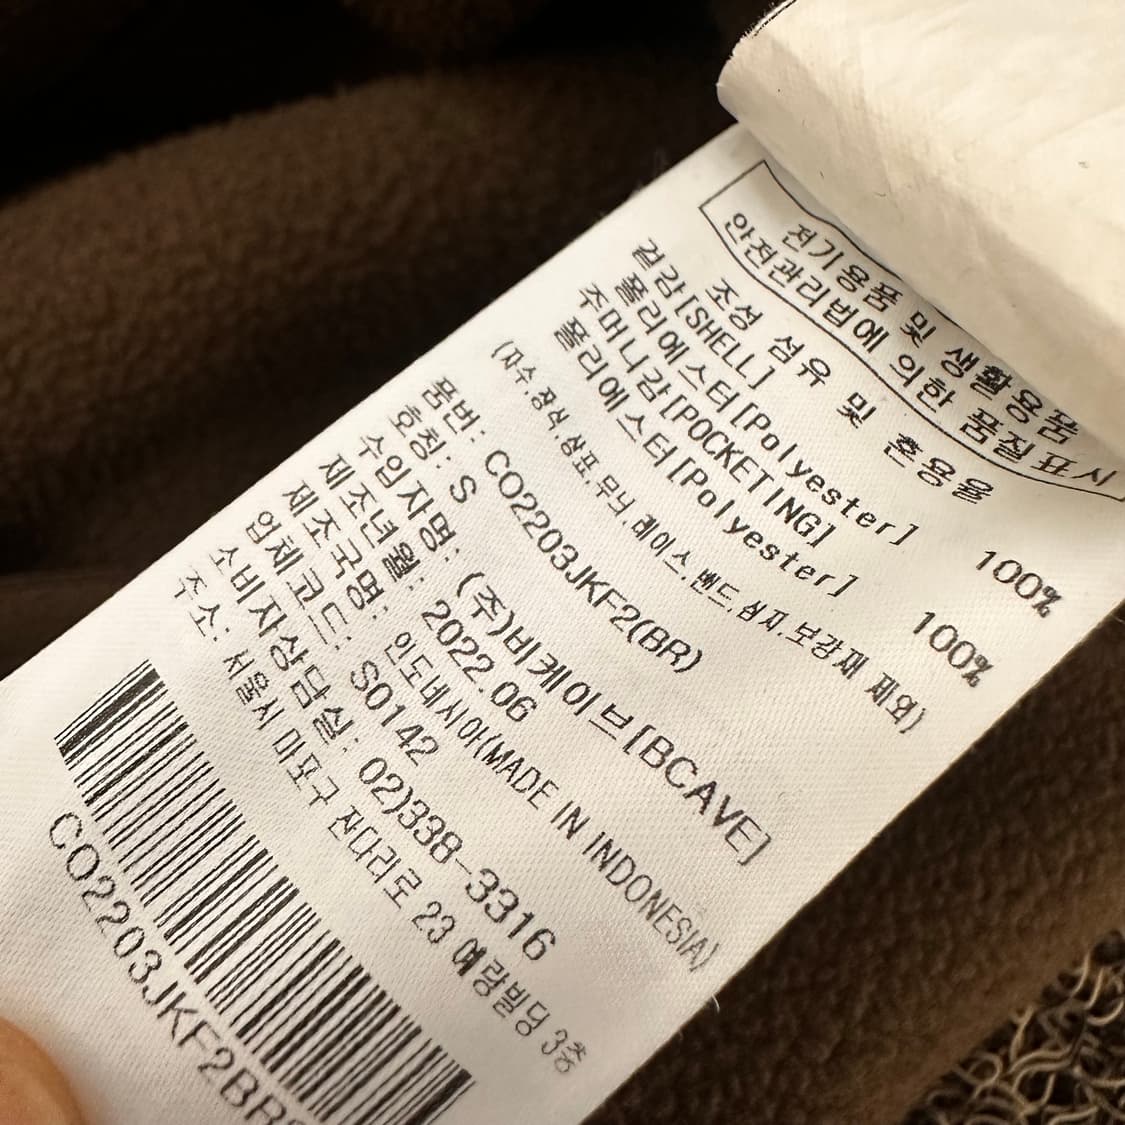 전기용품 및 생활용품
안전관리법에 의한 품질표시
조성 섬유 및 혼용율
겉감[SHELL]
폴리에스터[Polyester] 100%
주머니감[POCKETING]
폴리에스터[Polyester] 100%
(자수,장식,상표,무늬,레이스,밴드,심지,보강재 제외)
품번: CO2203JKF2(BR)
호칭: S
수입자명: (주)비케이브[BCAVE]
제조년월: 2022.06
제조국명: 인도네시아(MADE IN INDONESIA)
업체코드: S0142
소비자상담실: 02)338-3316
주소: 서울시 마포구 잔다리로 23 예랑빌딩 3층
CO2203JKF2BR